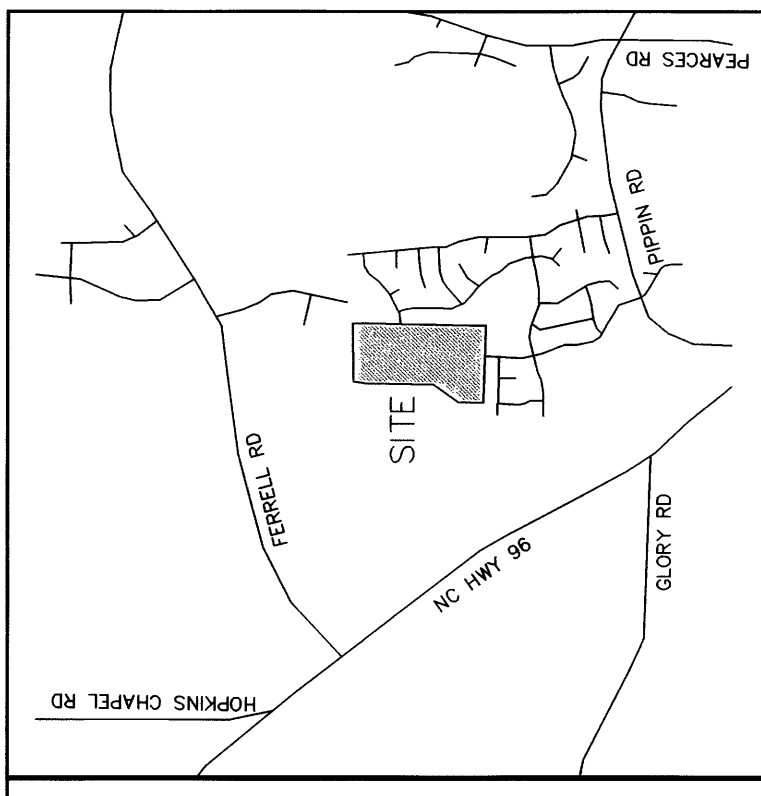 PEARCES RD
PIPPIN RD
SITE
FERRELL RD
NC HWY 96
GLORY RD
HOPKINS CHAPEL RD